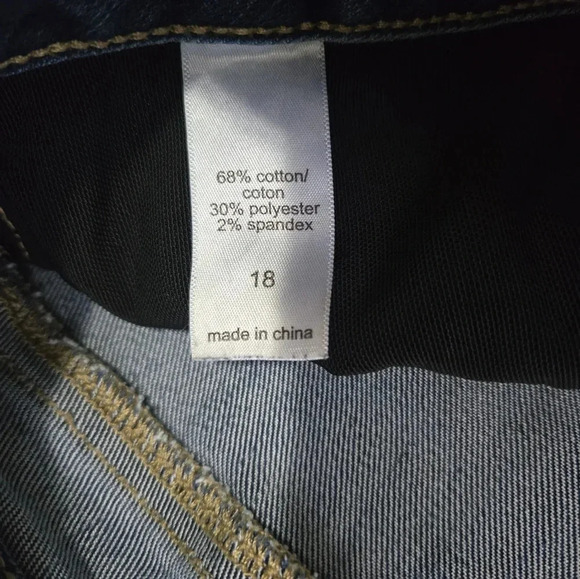 68% cotton/
coton
30% polyester
2% spandex
18
made in china